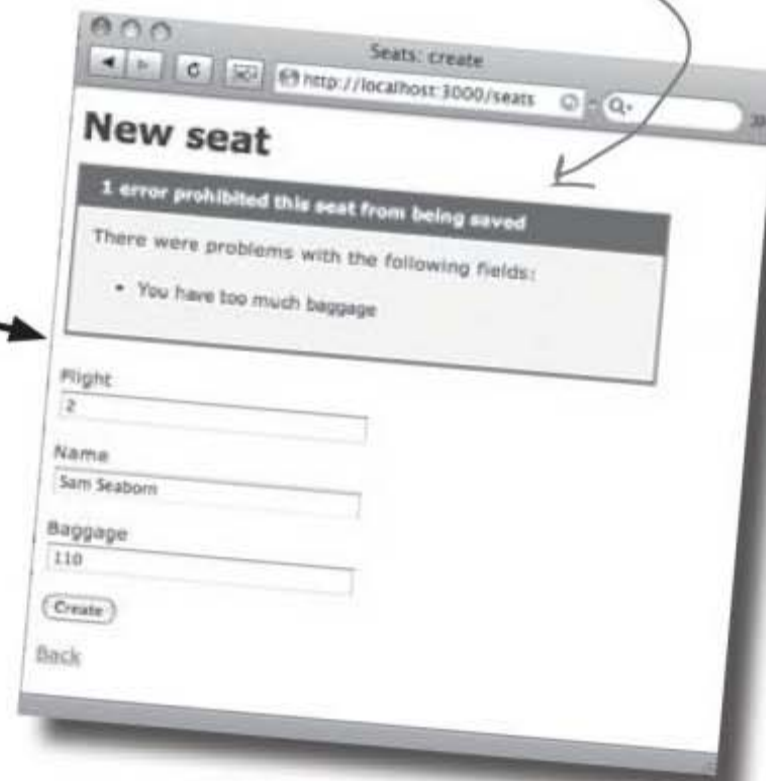 Seats: create
http://localhost:3000/seats
New seat
1 error prohibited this seat from being saved
There were problems with the following fields:
• You have too much baggage
Flight
2
Name
Sam Seaborn
Baggage
110
Create
Back